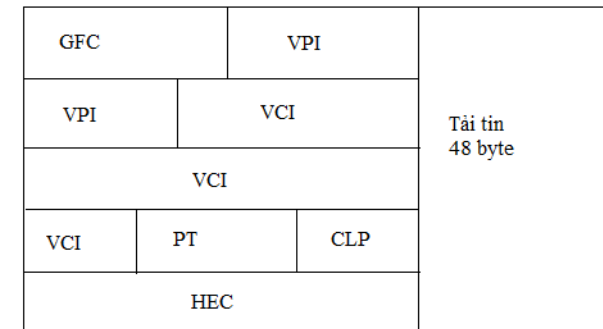 GFC VPI
VPI VCI
Tải tin
48 byte
VCI
VCI PT CLP
HEC